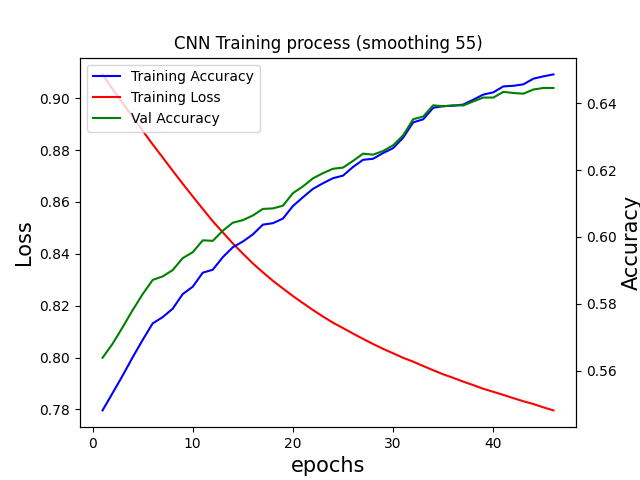 CNN Training process (smoothing 55)
Training Accuracy
Training Loss
Val Accuracy
0.90
0.88
0.86
0.84
0.82
0.80
0.78
Loss
0.64
0.62
0.60
0.58
0.56
Accuracy
0 10 20 30 40
epochs